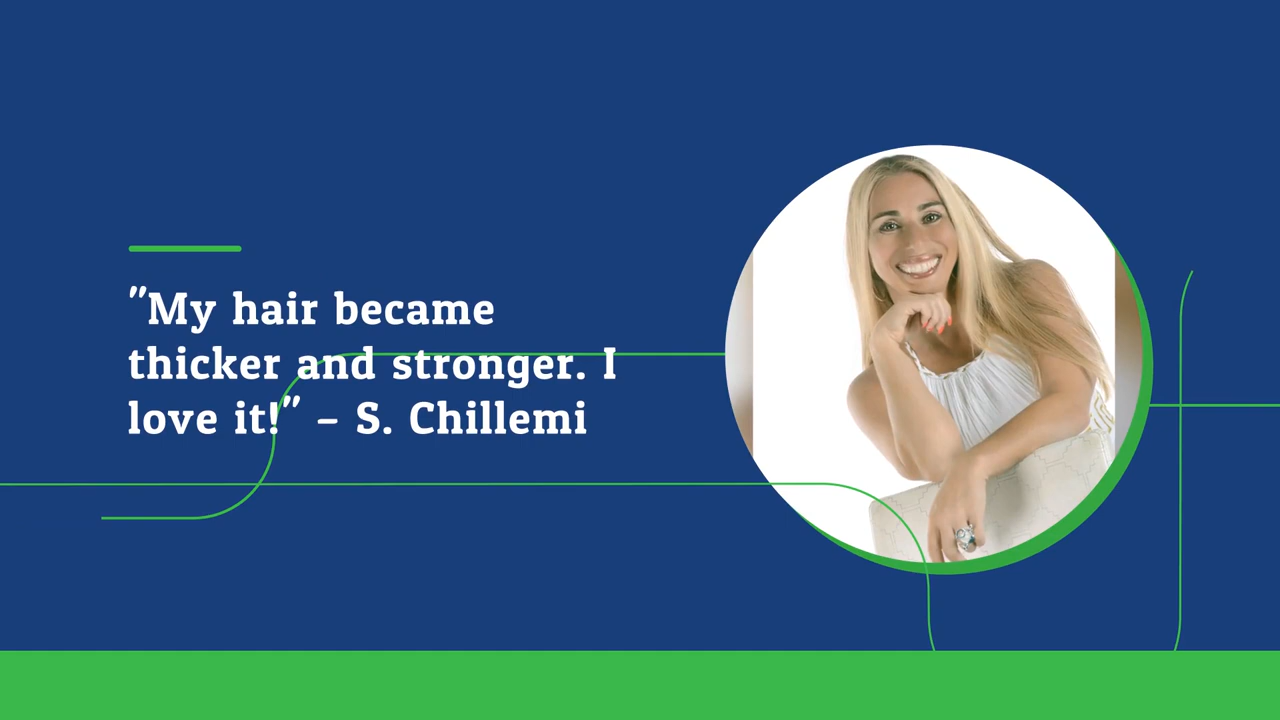 "My hair became
thicker and stronger. I
love it!" – S. Chillemi